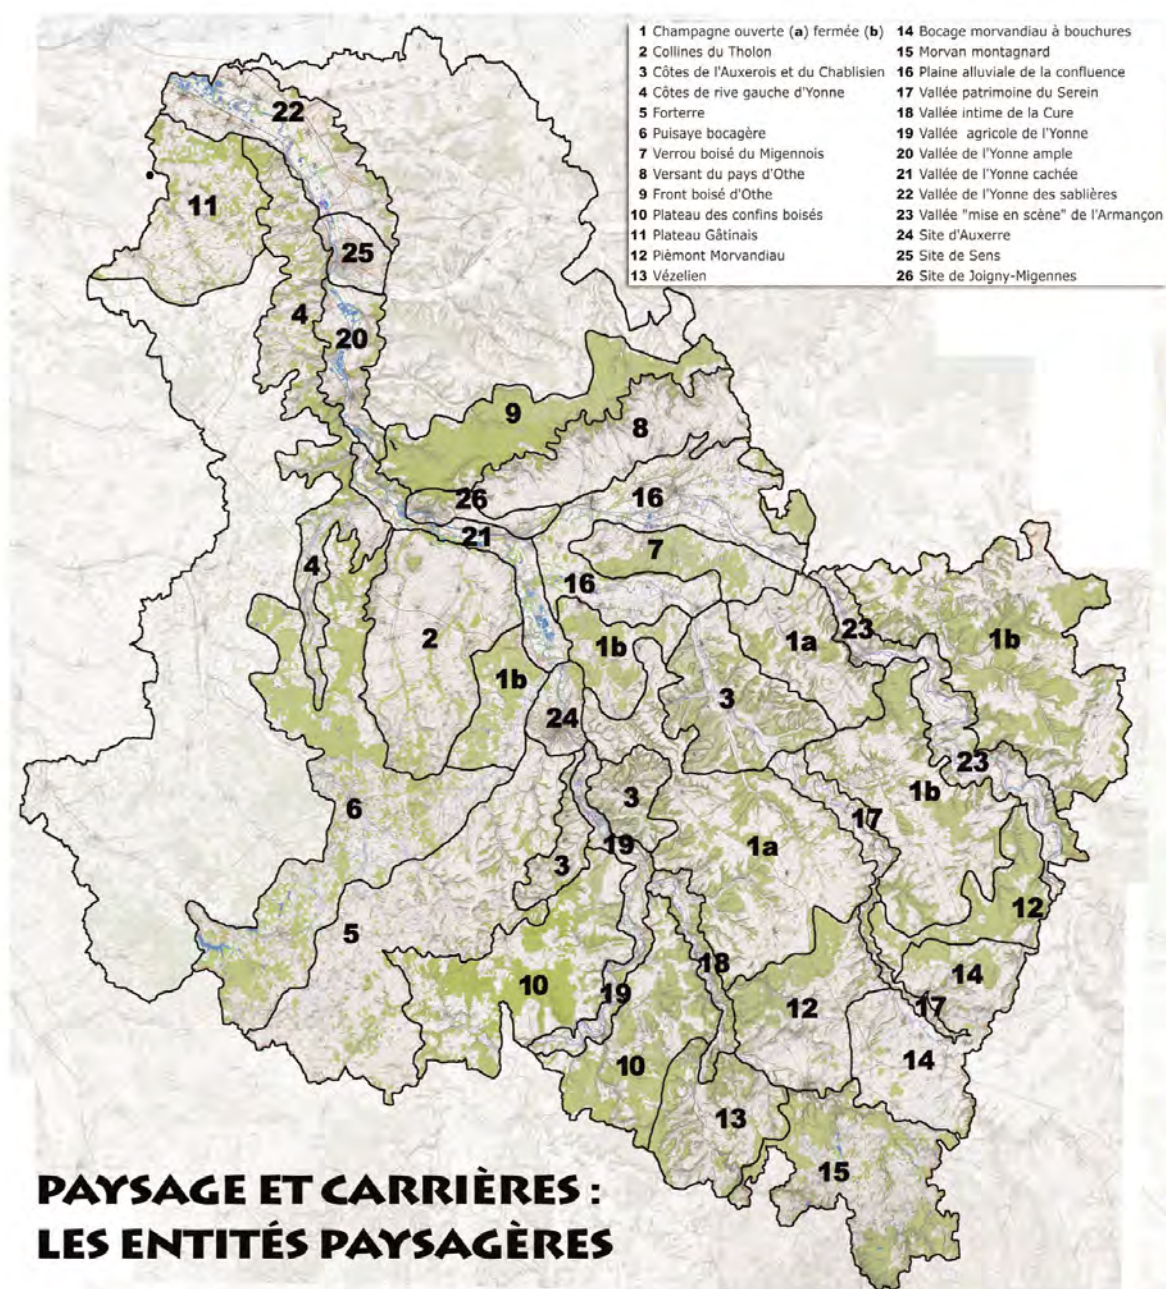 1 Champagne ouverte (a) fermée (b)
2 Collines du Tholon
3 Côtes de l'Auxerois et du Chablisien
4 Côtes de rive gauche d'Yonne
5 Forterre
6 Puisaye bocagère
7 Verrou boisé du Migennois
8 Versant du pays d'Othe
9 Front boisé d'Othe
10 Plateau des confins boisés
11 Plateau Gâtinais
12 Pièmont Morvandiau
13 Vézelien
14 Bocage morvandiau à bouchures
15 Morvan montagnard
16 Plaine alluviale de la confluence
17 Vallée patrimoine du Serein
18 Vallée intime de la Cure
19 Vallée agricole de l'Yonne
20 Vallée de l'Yonne ample
21 Vallée de l'Yonne cachée
22 Vallée de l'Yonne des sablières
23 Vallée "mise en scène" de l'Armançon
24 Site d'Auxerre
25 Site de Sens
26 Site de Joigny-Migennes
22
11
25
4
20
9
8
26
16
21
7
4
16
2
1b
1b
1a
23
1b
3
24
23
6
3
1b
17
19
1a
3
12
5
18
14
10
19
12
17
10
14
13
15
PAYSAGE ET CARRIÈRES :
LES ENTITÉS PAYSAGÈRES